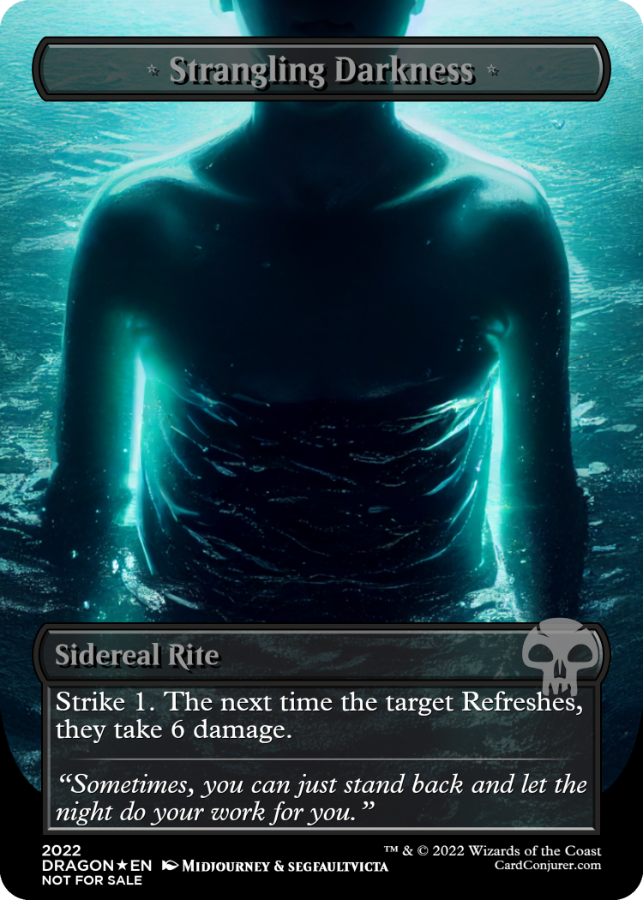 ★ Strangling Darkness ★
Sidereal Rite
Strike 1. The next time the target Refreshes,
they take 6 damage.
“Sometimes, you can just stand back and let the
night do your work for you.”
2022
DRAGON★EN Midjourney & segfaultvicta
NOT FOR SALE
™ & © 2022 Wizards of the Coast
CardConjurer.com